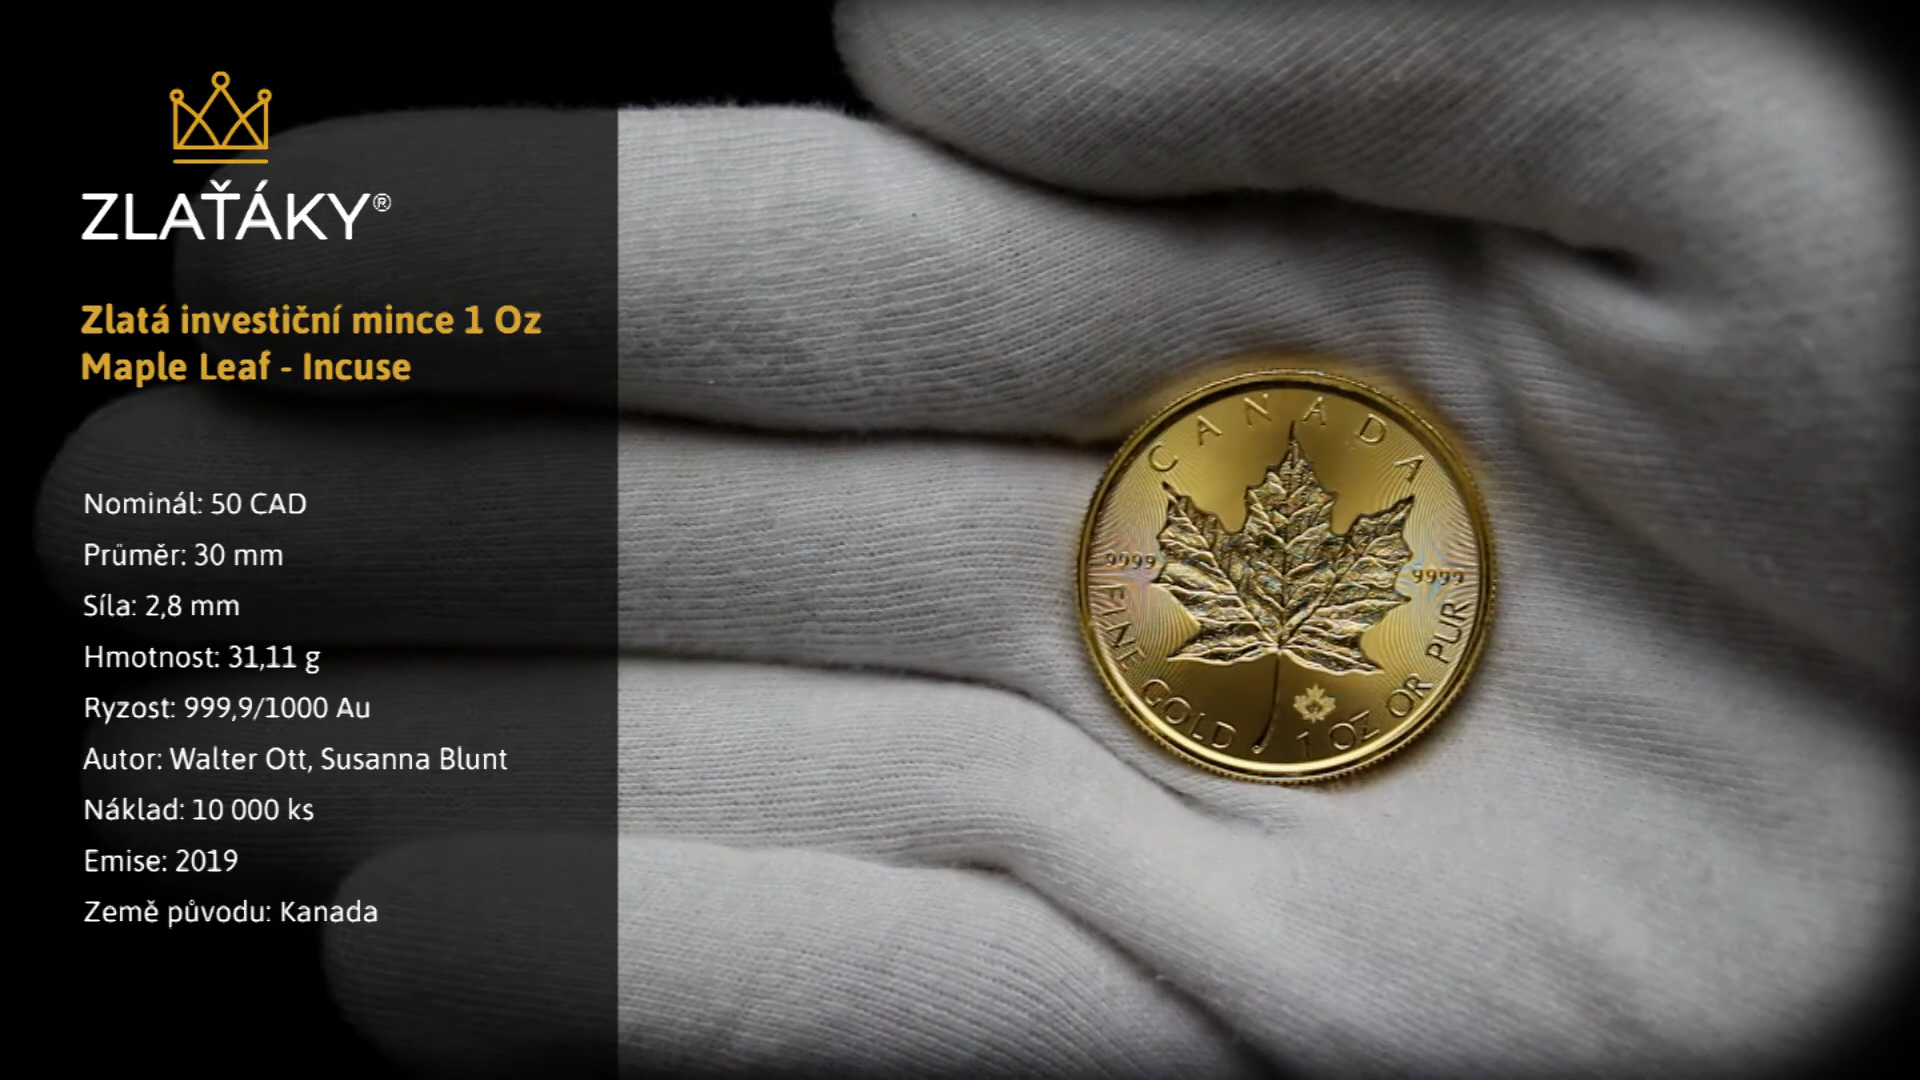 ZLAŤÁKY®
Zlatá investiční mince 1 Oz
Maple Leaf - Incuse
Nominál: 50 CAD
Průměr: 30 mm
Síla: 2,8 mm
Hmotnost: 31,11 g
Ryzost: 999,9/1000 Au
Autor: Walter Ott, Susanna Blunt
Náklad: 10 000 ks
Emise: 2019
Země původu: Kanada
CANADA
9999
9999
FINE GOLD 1 OZ OR PUR